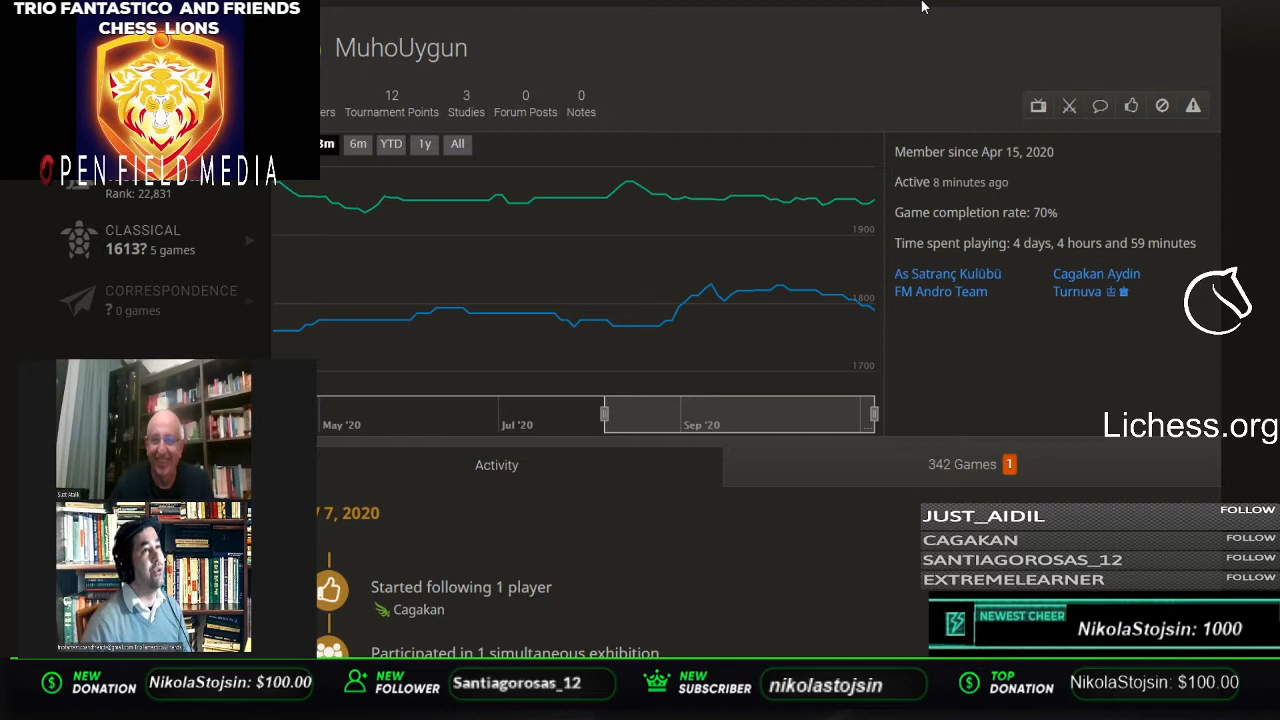 TRIO FANTASTICO AND FRIENDS
CHESS LIONS
OPEN FIELD MEDIA
MuhoUygun
12
3
0
0
Tournament Points
Studies
Forum Posts
Notes
6m
YTD
1y
All
Rank: 22,831
CLASSICAL
1613? 5 games
CORRESPONDENCE
? 0 games
1900
1800
1700
May '20
Jul '20
Sep '20
Member since Apr 15, 2020
Active 8 minutes ago
Game completion rate: 70%
Time spent playing: 4 days, 4 hours and 59 minutes
As Satranç Kulübü
Cagakan Aydin
FM Andro Team
Turnuva
Lichess.org
Activity
342 Games 1
7, 2020
Started following 1 player
Cagakan
Participated in 1 simultaneous exhibition
Suat Atalik
JUST_AIDIL FOLLOW
CAGAKAN FOLLOW
SANTIAGOROSAS_12 FOLLOW
EXTREMELEARNER FOLLOW
NEWEST CHEER
NikolaStojsin: 1000
NEW DONATION
NikolaStojsin: $100.00
NEW FOLLOWER
Santiagorosas_12
NEW SUBSCRIBER
nikolastojsin
TOP DONATION
NikolaStojsin: $100.00